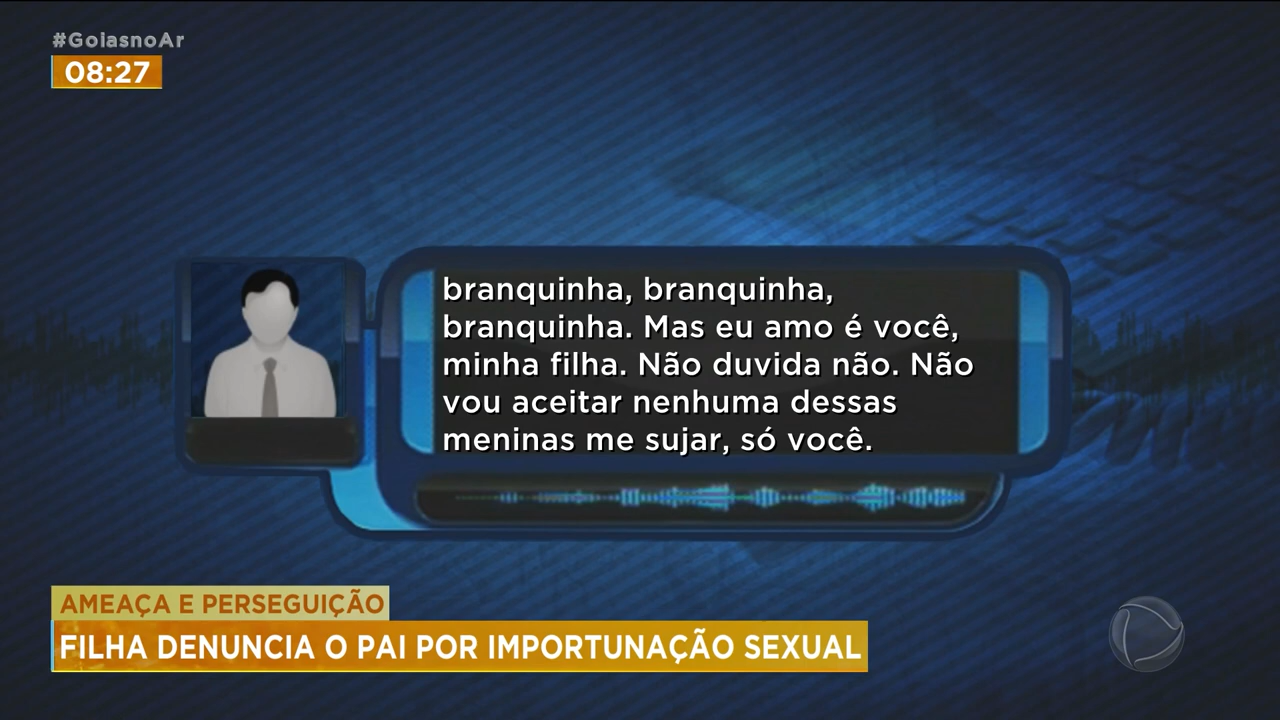 #GoiasnoAr
08:27
branquinha, branquinha,
branquinha. Mas eu amo é você,
minha filha. Não duvida não. Não
vou aceitar nenhuma dessas
meninas me sujar, só você.
AMEAÇA E PERSEGUIÇÃO
FILHA DENUNCIA O PAI POR IMPORTUNAÇÃO SEXUAL